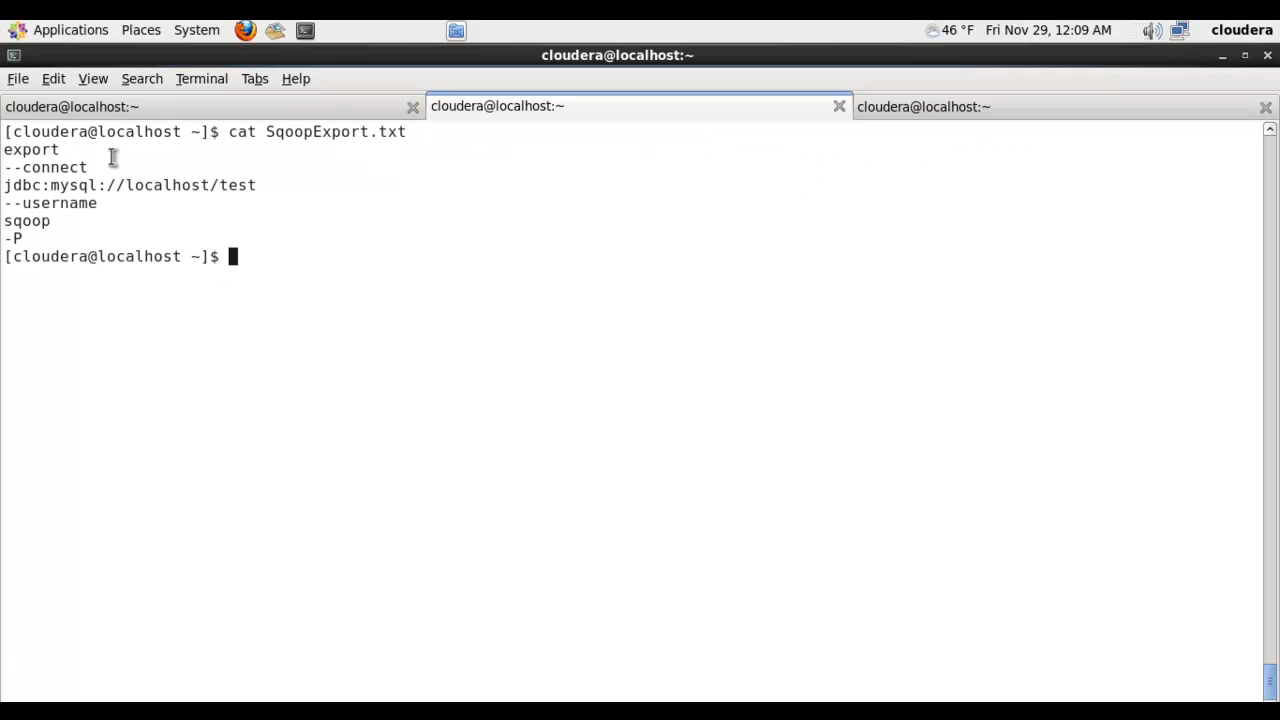 Applications Places System 46 °F Fri Nov 29, 12:09 AM cloudera
cloudera@localhost:~
File Edit View Search Terminal Tabs Help
cloudera@localhost:~ cloudera@localhost:~ cloudera@localhost:~
[cloudera@localhost ~]$ cat SqoopExport.txt
export
--connect
jdbc:mysql://localhost/test
--username
sqoop
-P
[cloudera@localhost ~]$